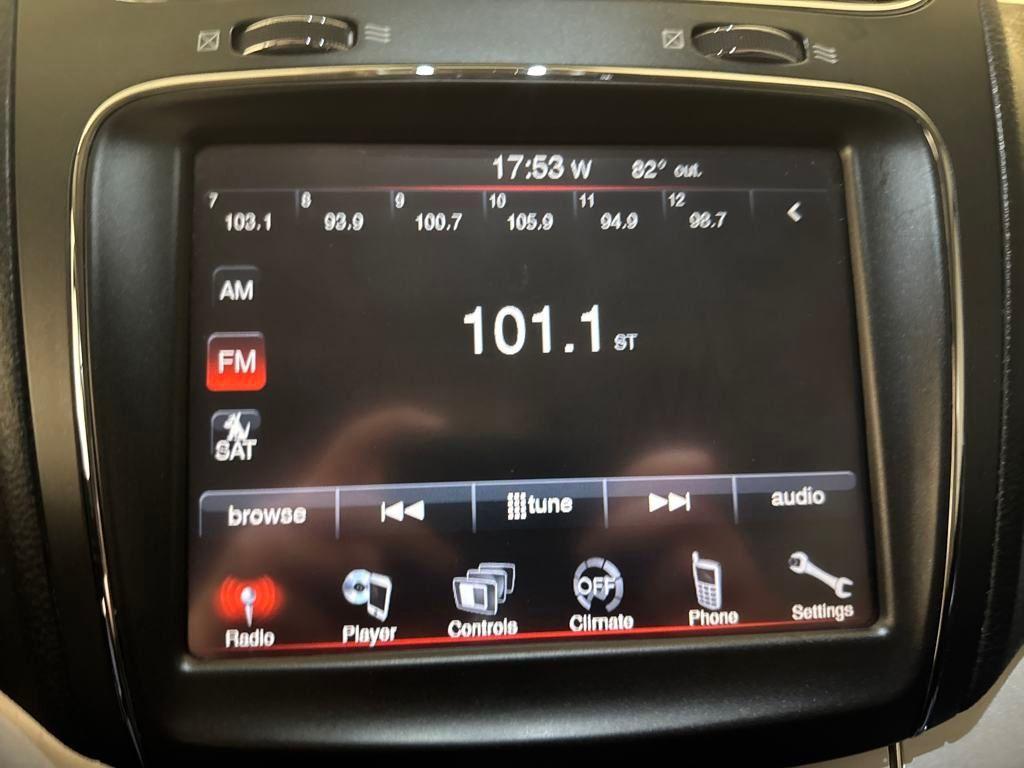 17:53 W 82° out.
7 8 9 10 11 12
103.1 93.9 100.7 105.9 94.9 98.7
AM
101.1 ST
FM
SAT
browse tune audio
OFF
Radio Player Controls Climate Phone Settings